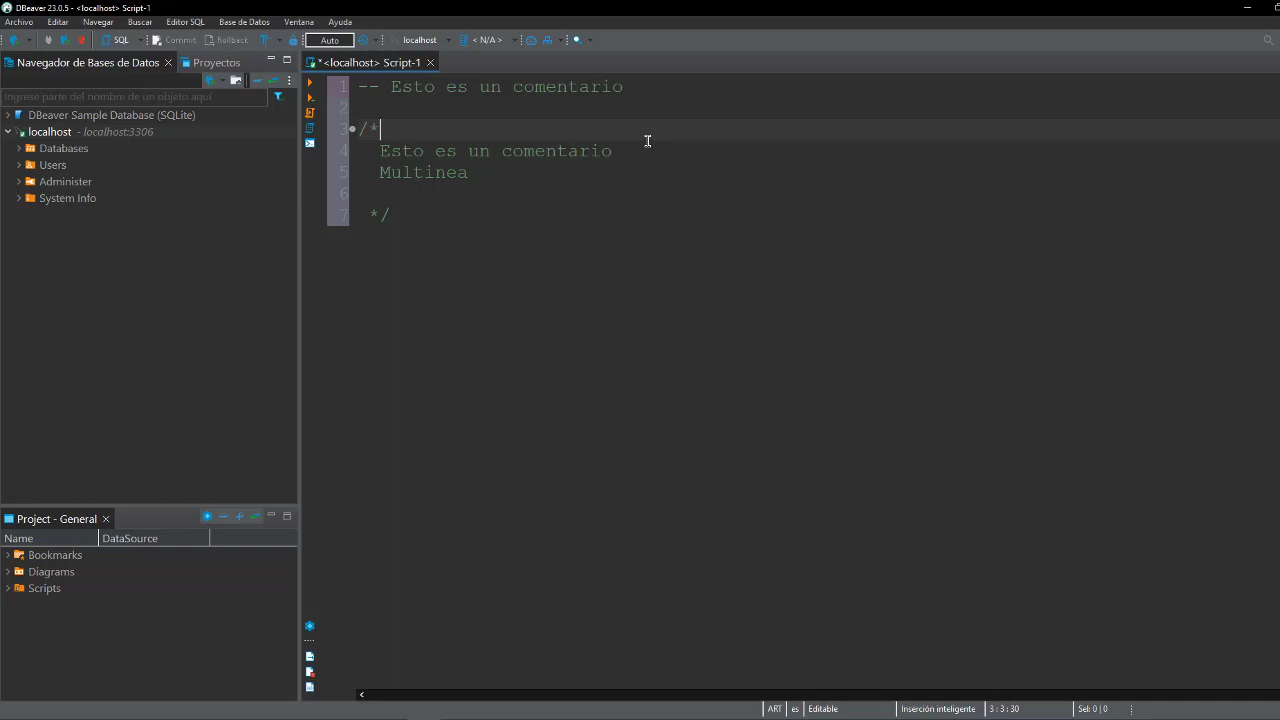 DBeaver 23.0.5 - <localhost> Script-1
Archivo Editar Navegar Buscar Editor SQL Base de Datos Ventana Ayuda
SQL Commit Rollback Auto localhost < N/A >
Navegador de Bases de Datos Proyectos
Ingrese parte del nombre de un objeto aquí
DBeaver Sample Database (SQLite)
localhost - localhost:3306
Databases
Users
Administer
System Info
Project - General
Name DataSource
Bookmarks
Diagrams
Scripts
*<localhost> Script-1
1 -- Esto es un comentario
2
3 /*
4 Esto es un comentario
5 Multinea
6
7 */
ART es Editable Inserción inteligente 3 : 3 : 30 Sel: 0 | 0